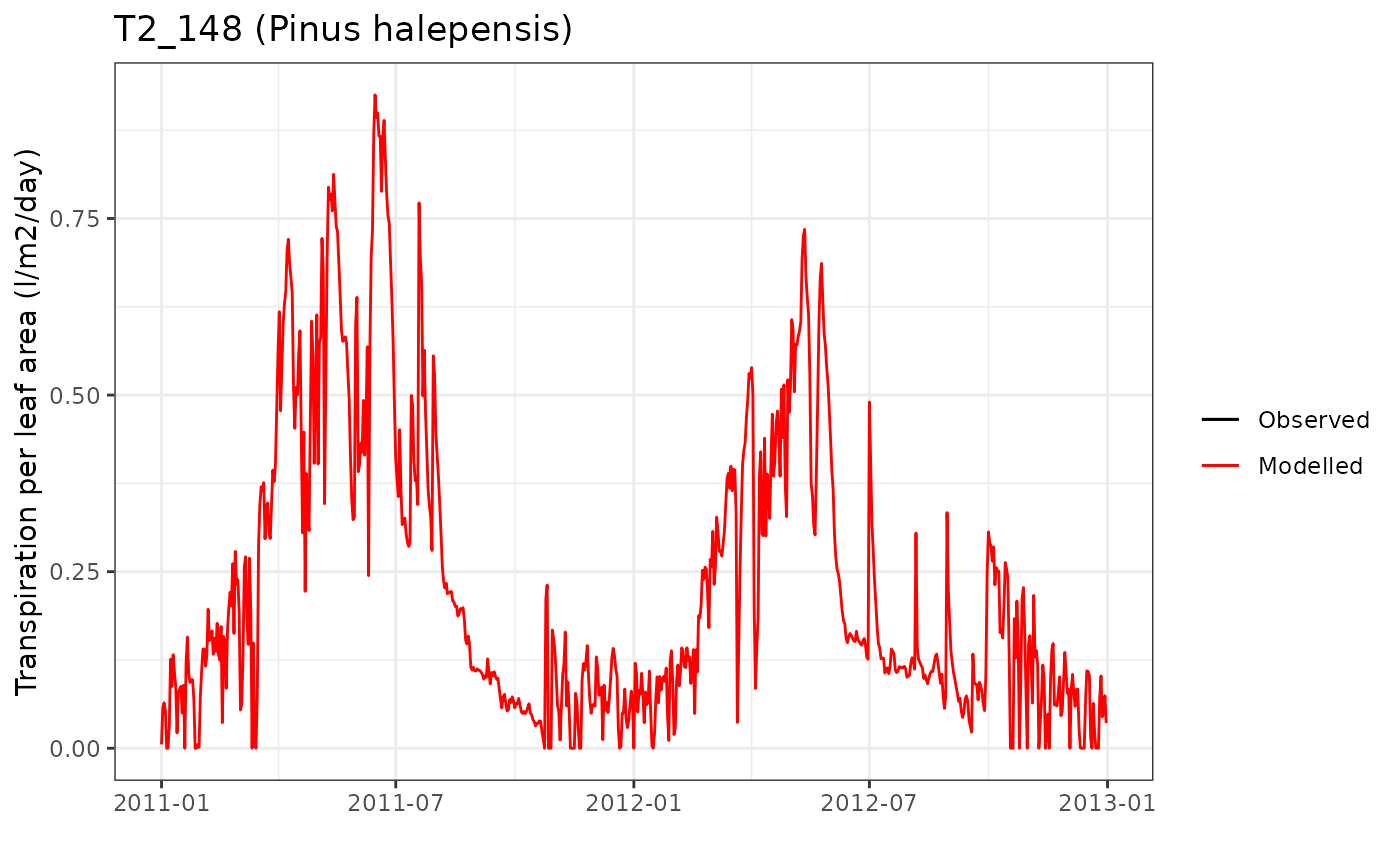 T2_148 (Pinus halepensis)
Transpiration per leaf area (l/m2/day)
0.75
0.50
0.25
0.00
2011-01
2011-07
2012-01
2012-07
2013-01
Observed
Modelled